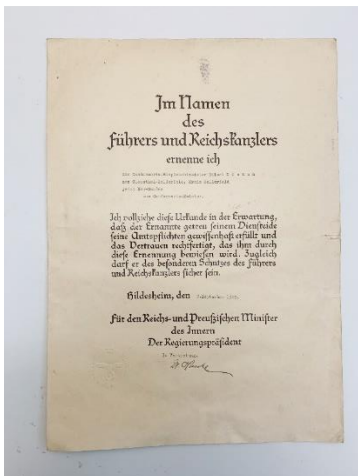 Im Namen
des
Führers und Reichskanzlers
ernenne ich
Ich vollziehe diese Urkunde in der Erwartung,
daß der Ernannte getreu seinem Diensteide
seine Amtspflichten gewissenhaft erfüllt und
das Vertrauen rechtfertigt, das ihm durch
diese Ernennung bewiesen wird. Zugleich
darf er des besonderen Schutzes des Führers
und Reichskanzlers sicher sein.
Hildesheim, den
Für den Reichs- und Preußischen Minister
des Innern
Der Regierungspräsident